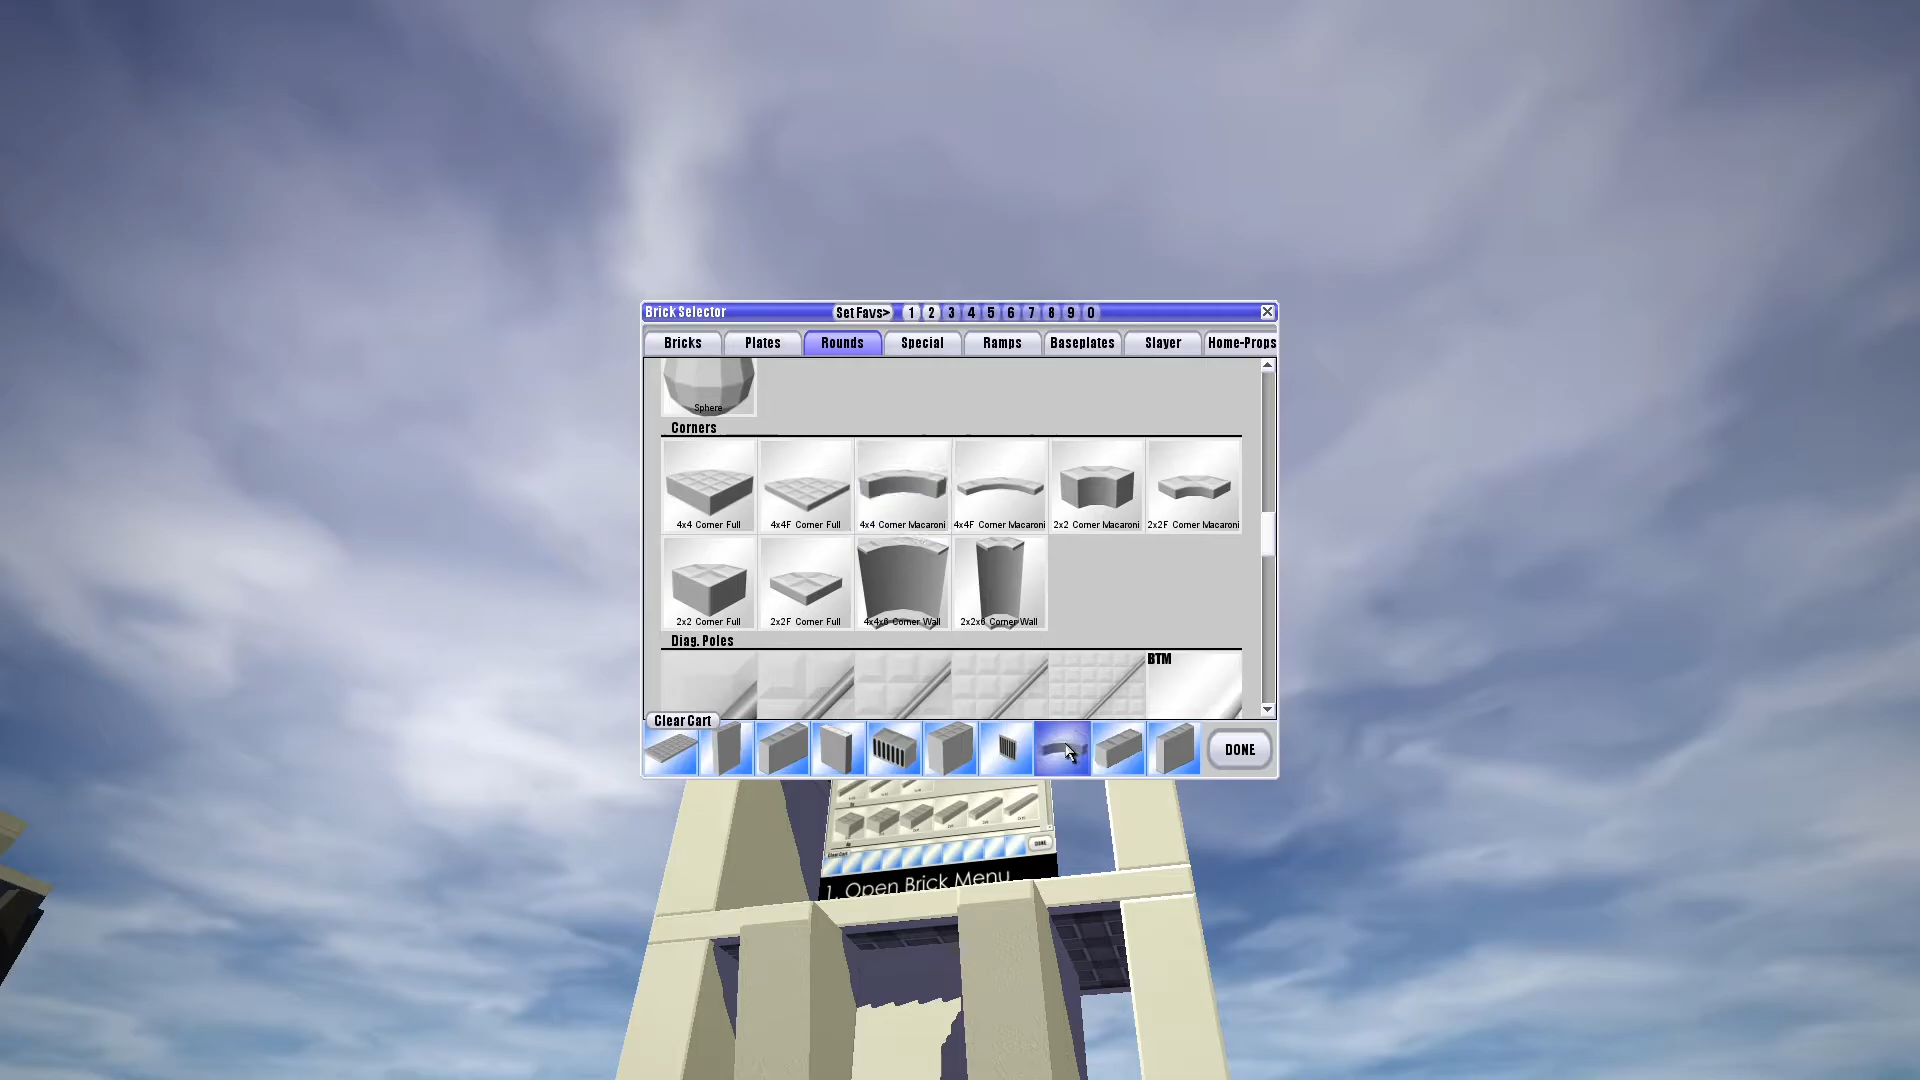 Brick Selector Set Favs> 1 2 3 4 5 6 7 8 9 0
Bricks Plates Rounds Special Ramps Baseplates Slayer Home-Props
Sphere
Corners
4x4 Corner Full 4x4F Corner Full 4x4 Corner Macaroni 4x4F Corner Macaroni 2x2 Corner Macaroni 2x2F Corner Macaroni
2x2 Corner Full 2x2F Corner Full 4x4x6 Corner Wall 2x2x6 Corner Wall
Diag. Poles
BTM
Clear Cart
DONE
Clear Cart DONE
1. Open Brick Menu